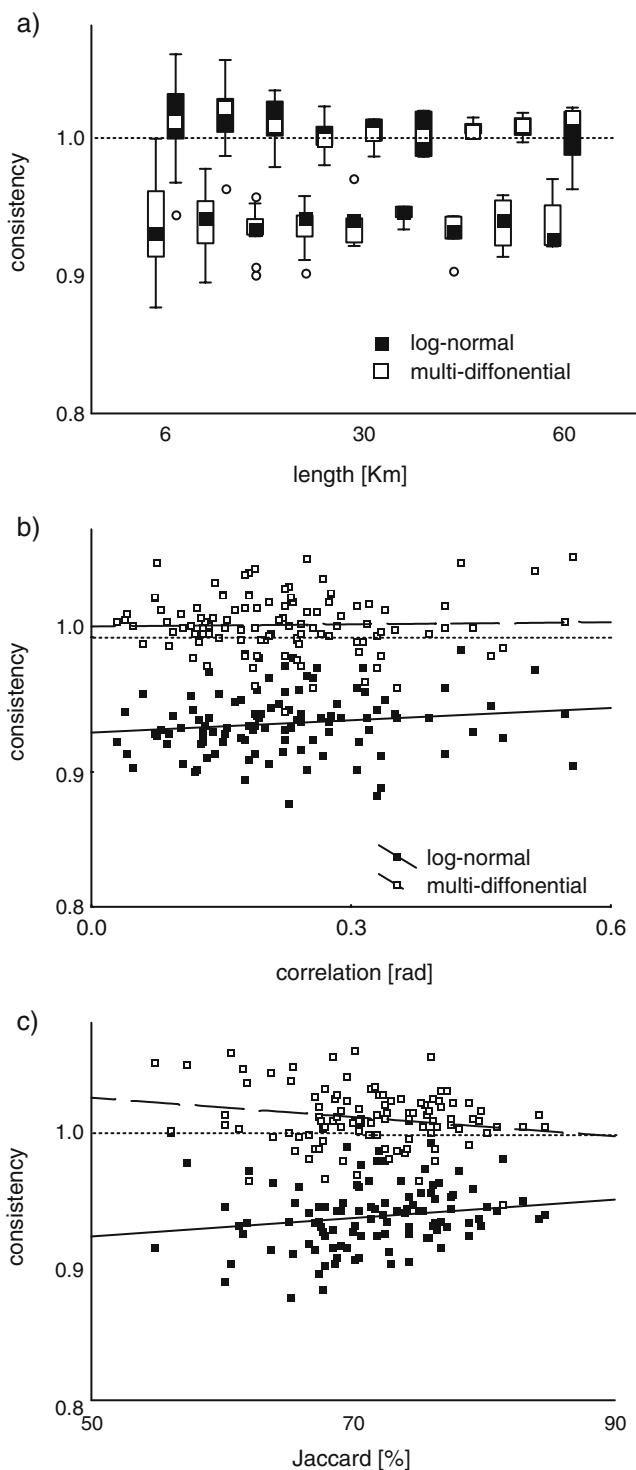 a)
consistency
1.0
0.9
0.8
log-normal
multi-diffonential
6 30 60
length [Km]
b)
consistency
1.0
0.9
0.8
log-normal
multi-diffonential
0.0 0.3 0.6
correlation [rad]
c)
consistency
1.0
0.9
0.8
50 70 90
Jaccard [%]